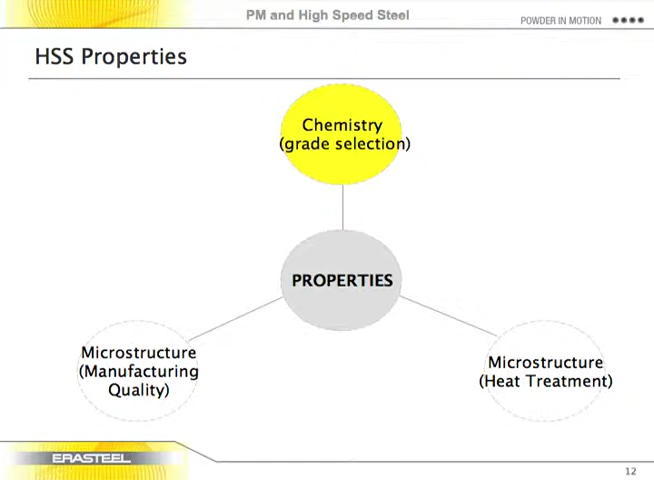 PM and High Speed Steel
POWDER IN MOTION
HSS Properties
Chemistry
(grade selection)
PROPERTIES
Microstructure
(Manufacturing
Quality)
Microstructure
(Heat Treatment)
ERASTEEL
12